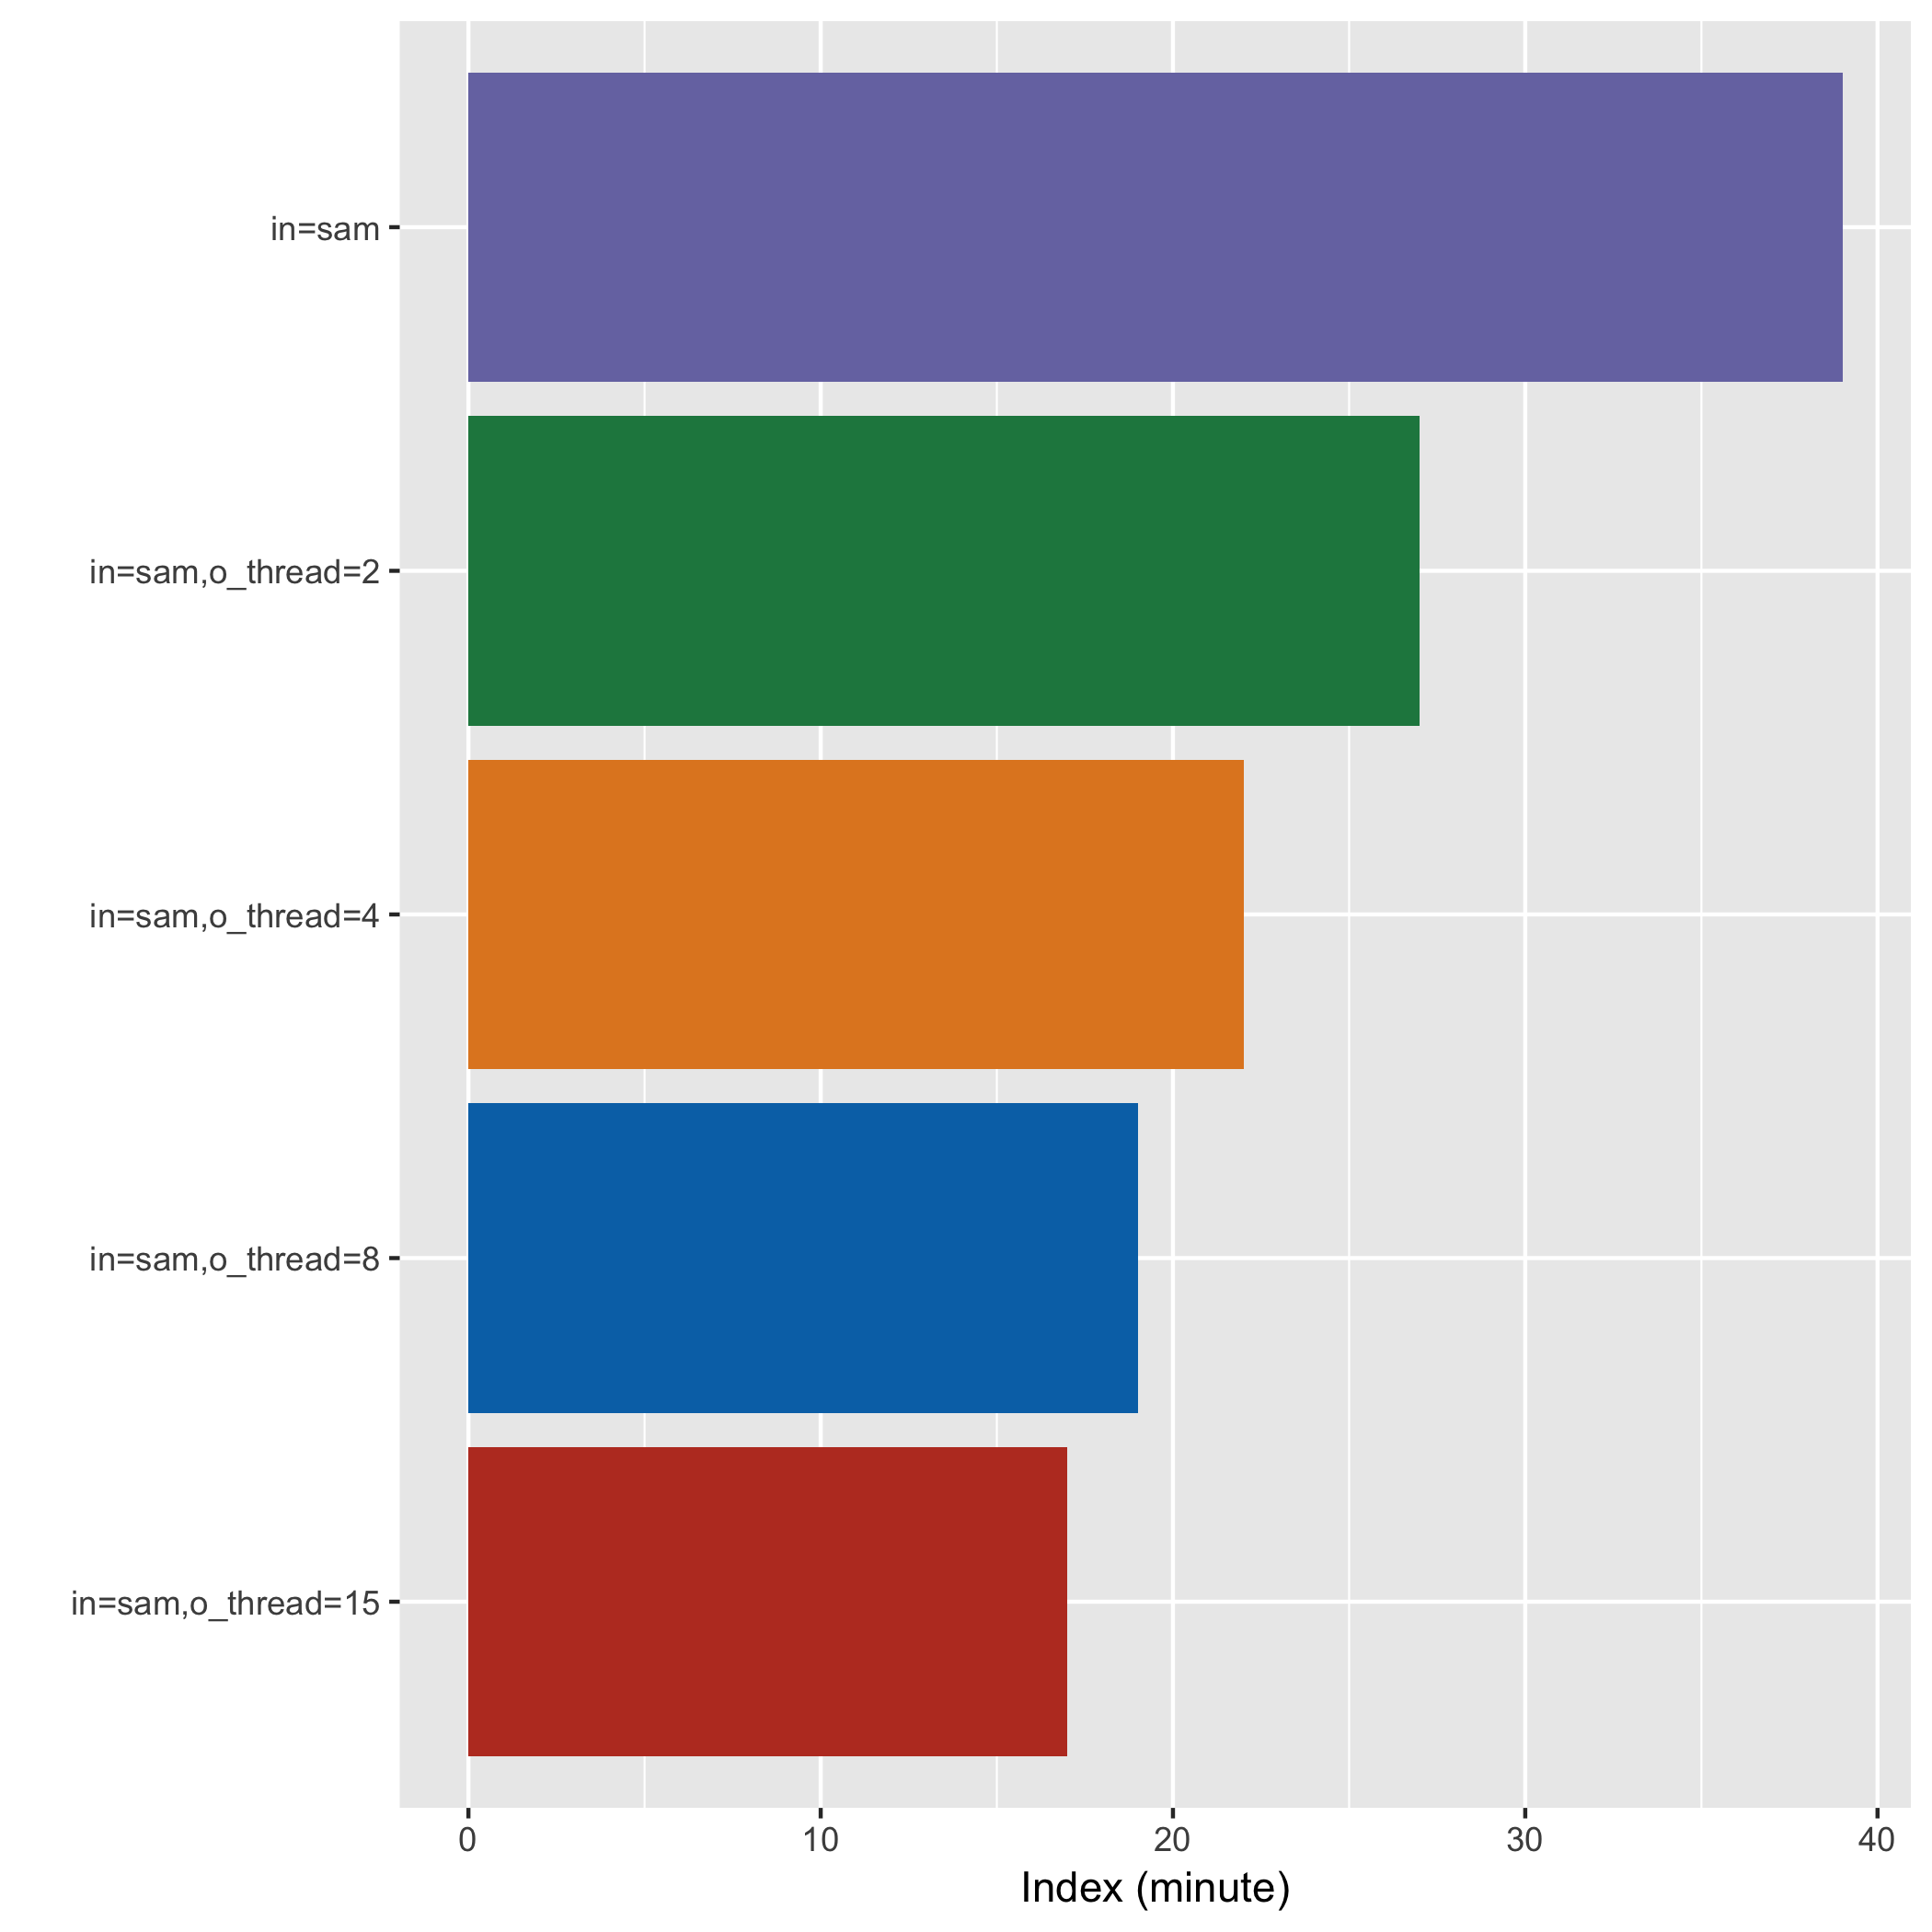 in=sam
in=sam,o_thread=2
in=sam,o_thread=4
in=sam,o_thread=8
in=sam,o_thread=15
0 10 20 30 40
Index (minute)